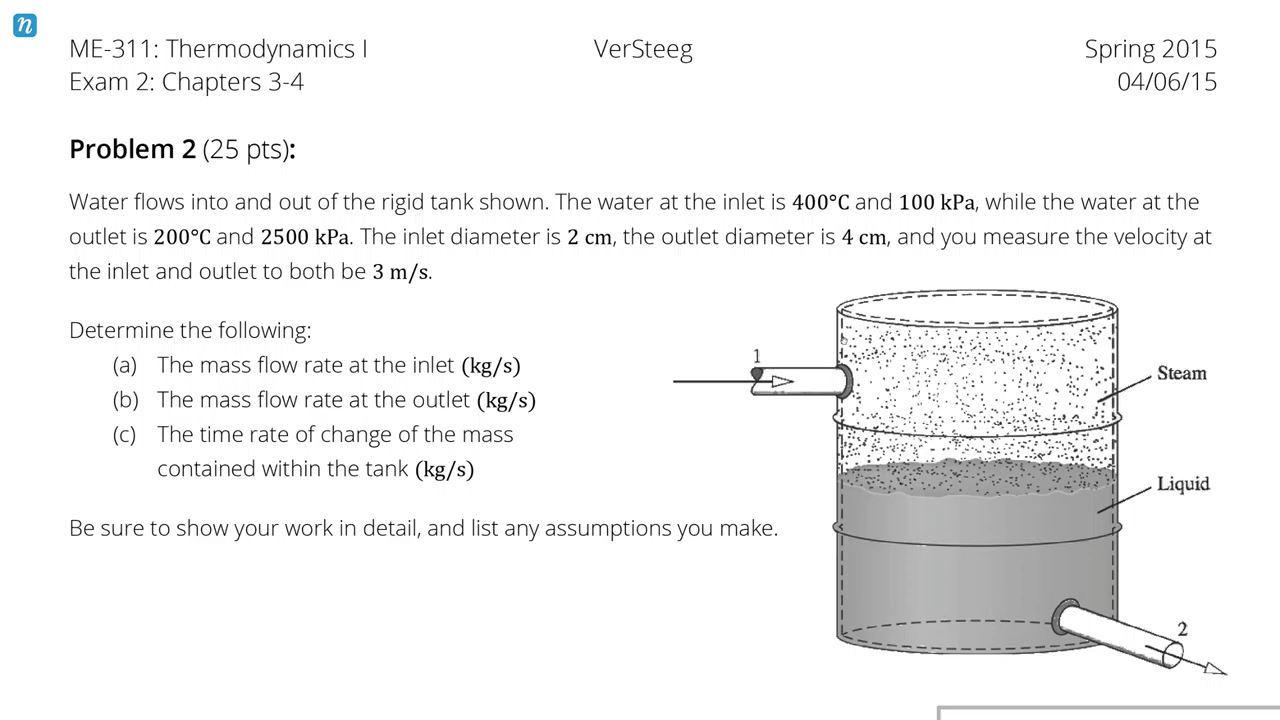 n
ME-311: Thermodynamics I VerSteeg Spring 2015
Exam 2: Chapters 3-4 04/06/15
Problem 2 (25 pts):
Water flows into and out of the rigid tank shown. The water at the inlet is 400°C and 100 kPa, while the water at the
outlet is 200°C and 2500 kPa. The inlet diameter is 2 cm, the outlet diameter is 4 cm, and you measure the velocity at
the inlet and outlet to both be 3 m/s.
Determine the following:
(a) The mass flow rate at the inlet (kg/s)
(b) The mass flow rate at the outlet (kg/s)
(c) The time rate of change of the mass
contained within the tank (kg/s)
Be sure to show your work in detail, and list any assumptions you make.
1
Steam
Liquid
2